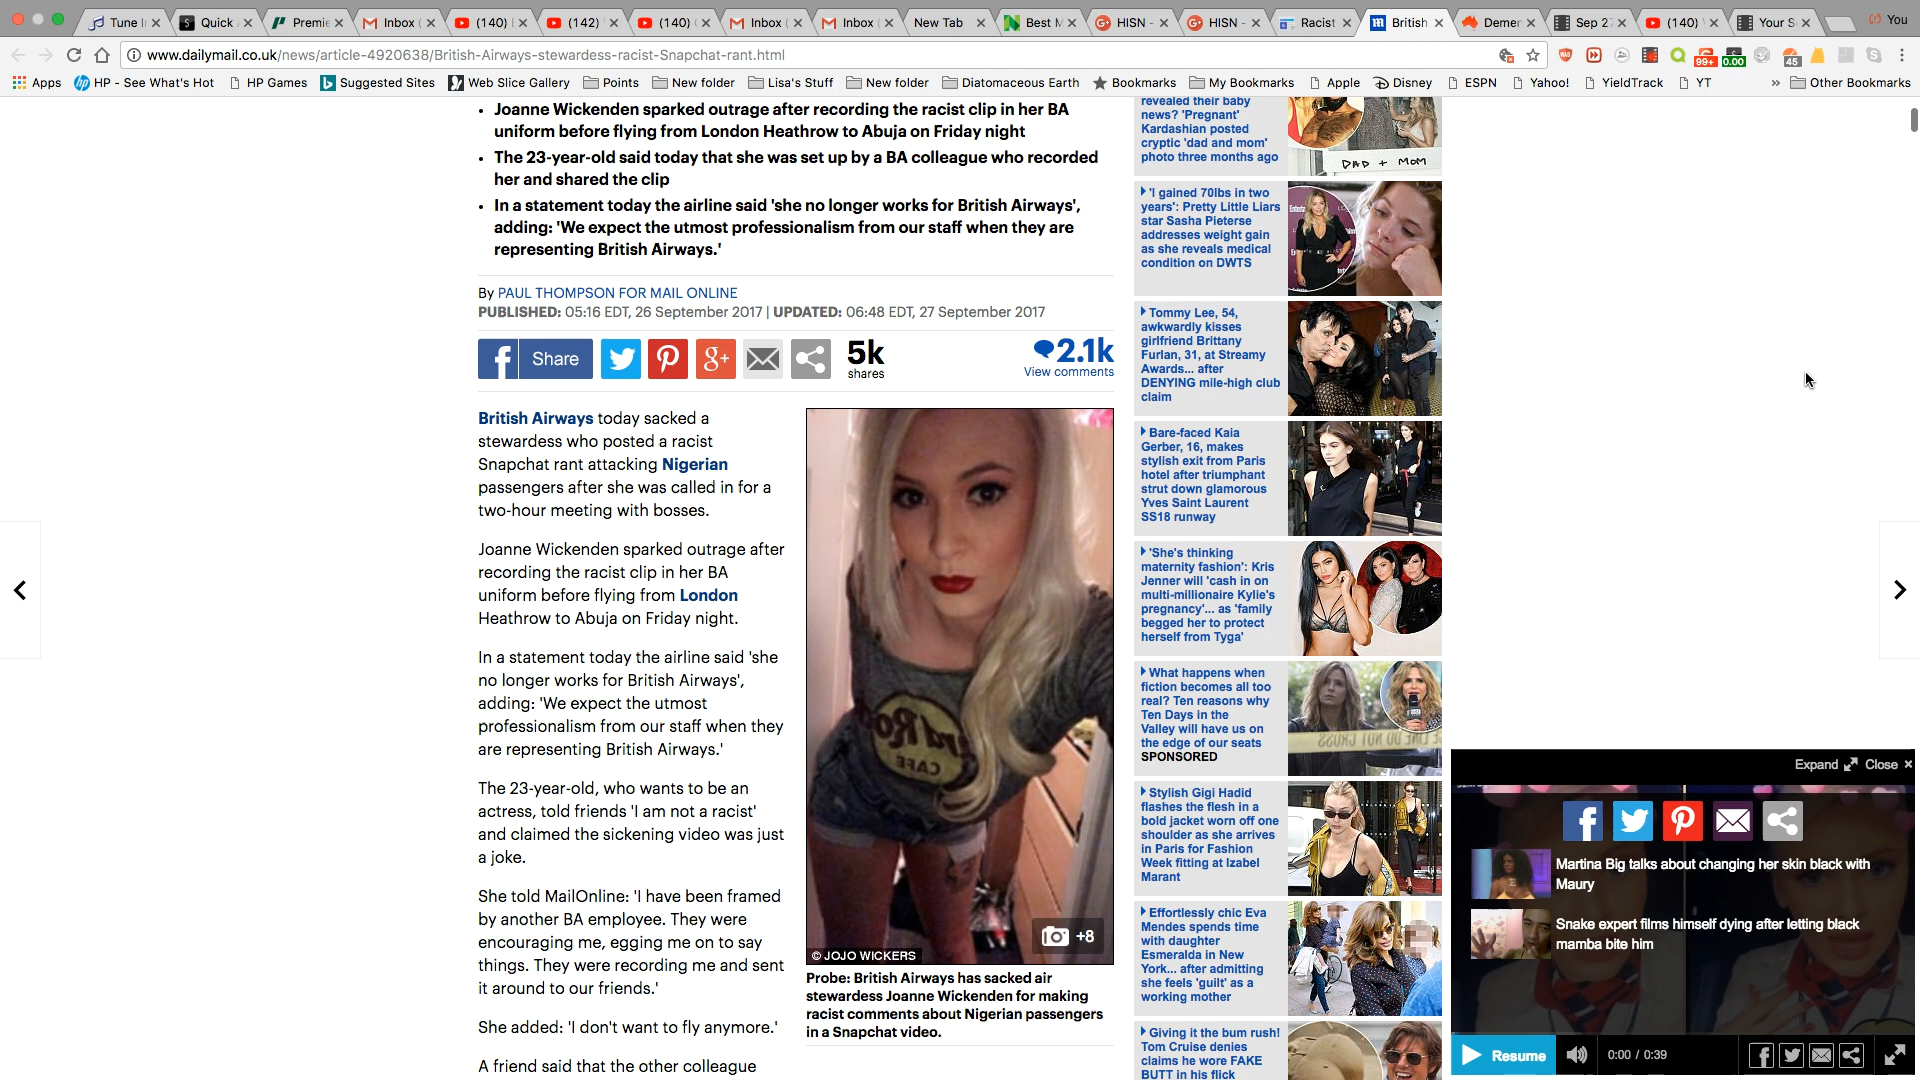 Tune I
Quick
Premie
Inbox (
(140)
(142)
(140)
Inbox (
Inbox (
New Tab
Best M
HISN -
HISN -
Racist
British
Demer
Sep 2
(140)
Your S
You
www.dailymail.co.uk/news/article-4920638/British-Airways-stewardess-racist-Snapchat-rant.html
99+
0.00
45
Apps
HP - See What's Hot
HP Games
Suggested Sites
Web Slice Gallery
Points
New folder
Lisa's Stuff
New folder
Diatomaceous Earth
Bookmarks
My Bookmarks
Apple
Disney
ESPN
Yahoo!
YieldTrack
YT
»
Other Bookmarks
• Joanne Wickenden sparked outrage after recording the racist clip in her BA
uniform before flying from London Heathrow to Abuja on Friday night
• The 23-year-old said today that she was set up by a BA colleague who recorded
her and shared the clip
• In a statement today the airline said 'she no longer works for British Airways',
adding: 'We expect the utmost professionalism from our staff when they are
representing British Airways.'
By PAUL THOMPSON FOR MAIL ONLINE
PUBLISHED: 05:16 EDT, 26 September 2017 | UPDATED: 06:48 EDT, 27 September 2017
Share
5k
shares
2.1k
View comments
British Airways today sacked a
stewardess who posted a racist
Snapchat rant attacking Nigerian
passengers after she was called in for a
two-hour meeting with bosses.
Joanne Wickenden sparked outrage after
recording the racist clip in her BA
uniform before flying from London
Heathrow to Abuja on Friday night.
In a statement today the airline said 'she
no longer works for British Airways',
adding: 'We expect the utmost
professionalism from our staff when they
are representing British Airways.'
The 23-year-old, who wants to be an
actress, told friends 'I am not a racist'
and claimed the sickening video was just
a joke.
She told MailOnline: 'I have been framed
by another BA employee. They were
encouraging me, egging me on to say
things. They were recording me and sent
it around to our friends.'
She added: 'I don't want to fly anymore.'
A friend said that the other colleague
CAFE
+8
© JOJO WICKERS
Probe: British Airways has sacked air
stewardess Joanne Wickenden for making
racist comments about Nigerian passengers
in a Snapchat video.
revealed their baby
news? 'Pregnant'
Kardashian posted
cryptic 'dad and mom'
photo three months ago
DAD + MOM
'I gained 70lbs in two
years': Pretty Little Liars
star Sasha Pieterse
addresses weight gain
as she reveals medical
condition on DWTS
Tommy Lee, 54,
awkwardly kisses
girlfriend Brittany
Furlan, 31, at Streamy
Awards... after
DENYING mile-high club
claim
Bare-faced Kaia
Gerber, 16, makes
stylish exit from Paris
hotel after triumphant
strut down glamorous
Yves Saint Laurent
SS18 runway
'She's thinking
maternity fashion': Kris
Jenner will 'cash in on
multi-millionaire Kylie's
pregnancy'... as 'family
begged her to protect
herself from Tyga'
What happens when
fiction becomes all too
real? Ten reasons why
Ten Days in the
Valley will have us on
the edge of our seats
SPONSORED
Stylish Gigi Hadid
flashes the flesh in a
bold jacket worn off one
shoulder as she arrives
in Paris for Fashion
Week fitting at Izabel
Marant
Effortlessly chic Eva
Mendes spends time
with daughter
Esmeralda in New
York... after admitting
she feels 'guilt' as a
working mother
Giving it the bum rush!
Tom Cruise denies
claims he wore FAKE
BUTT in his flick
Expand
Close ×
Martina Big talks about changing her skin black with
Maury
Snake expert films himself dying after letting black
mamba bite him
Resume
0:00 / 0:39